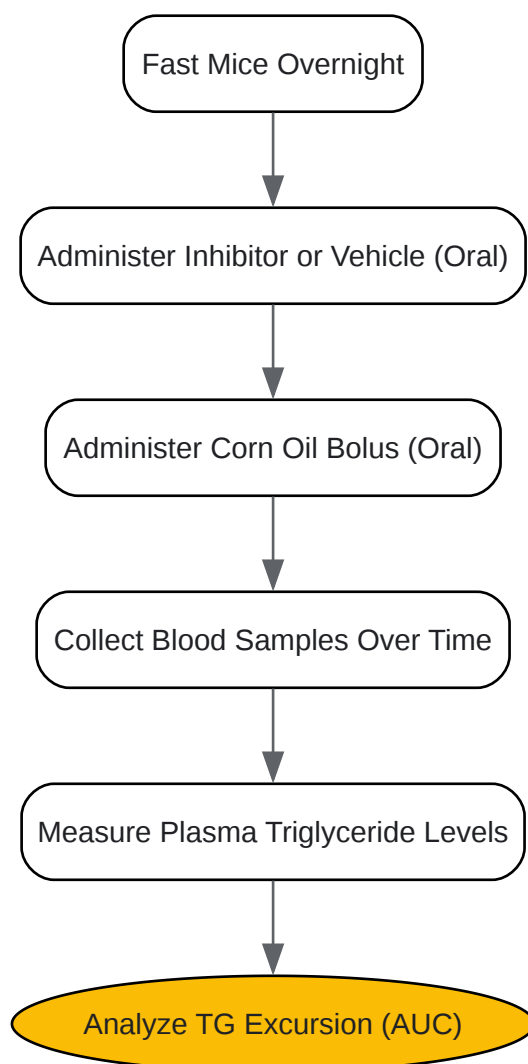 Fast Mice Overnight
Administer Inhibitor or Vehicle (Oral)
Administer Corn Oil Bolus (Oral)
Collect Blood Samples Over Time
Measure Plasma Triglyceride Levels
Analyze TG Excursion (AUC)